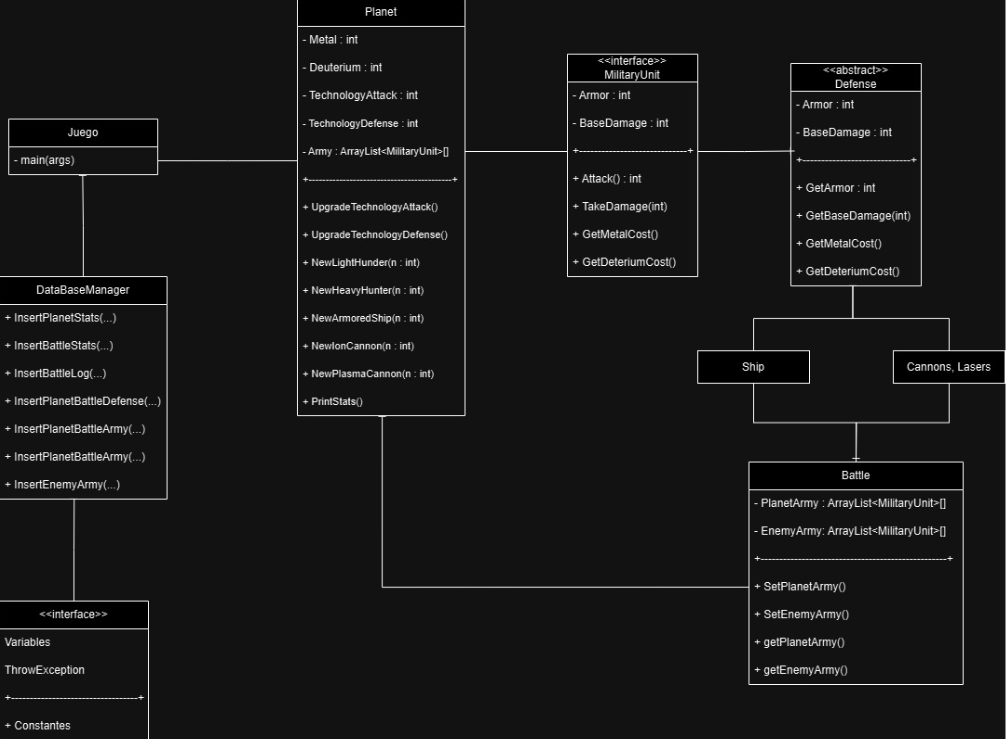 Planet
- Metal : int
- Deuterium : int
- TechnologyAttack : int
- TechnologyDefense : int
- Army : ArrayList<MilitaryUnit>[]
+ UpgradeTechnologyAttack()
+ UpgradeTechnologyDefense()
+ NewLightHunder(n : int)
+ NewHeavyHunter(n : int)
+ NewArmoredShip(n : int)
+ NewIonCannon(n : int)
+ NewPlasmaCannon(n : int)
+ PrintStats()
<<interface>>
MilitaryUnit
- Armor : int
- BaseDamage : int
+ Attack() : int
+ TakeDamage(int)
+ GetMetalCost()
+ GetDeteriumCost()
<<abstract>>
Defense
- Armor : int
- BaseDamage : int
+ GetArmor : int
+ GetBaseDamage(int)
+ GetMetalCost()
+ GetDeteriumCost()
Juego
- main(args)
DataBaseManager
+ InsertPlanetStats(...)
+ InsertBattleStats(...)
+ InsertBattleLog(...)
+ InsertPlanetBattleDefense(...)
+ InsertPlanetBattleArmy(...)
+ InsertPlanetBattleArmy(...)
+ InsertEnemyArmy(...)
Ship
Cannons, Lasers
Battle
- PlanetArmy : ArrayList<MilitaryUnit>[]
- EnemyArmy: ArrayList<MilitaryUnit>[]
+ SetPlanetArmy()
+ SetEnemyArmy()
+ getPlanetArmy()
+ getEnemyArmy()
<<interface>>
Variables
ThrowException
+ Constantes